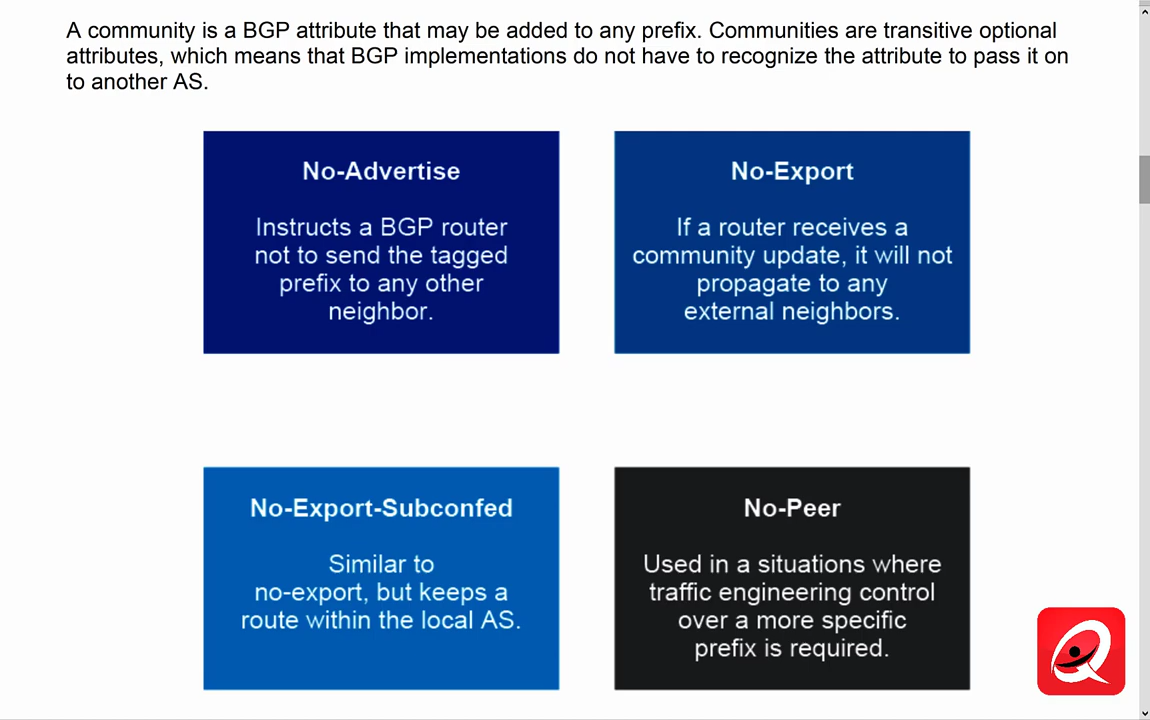 A community is a BGP attribute that may be added to any prefix. Communities are transitive optional
attributes, which means that BGP implementations do not have to recognize the attribute to pass it on
to another AS.
No-Advertise
Instructs a BGP router
not to send the tagged
prefix to any other
neighbor.
No-Export
If a router receives a
community update, it will not
propagate to any
external neighbors.
No-Export-Subconfed
Similar to
no-export, but keeps a
route within the local AS.
No-Peer
Used in a situations where
traffic engineering control
over a more specific
prefix is required.